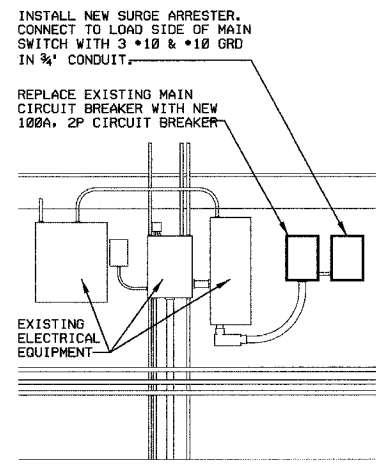 INSTALL NEW SURGE ARRESTER.
CONNECT TO LOAD SIDE OF MAIN
SWITCH WITH 3 #10 & #10 GRD
IN ¾' CONDUIT.
REPLACE EXISTING MAIN
CIRCUIT BREAKER WITH NEW
100A, 2P CIRCUIT BREAKER
EXISTING
ELECTRICAL
EQUIPMENT